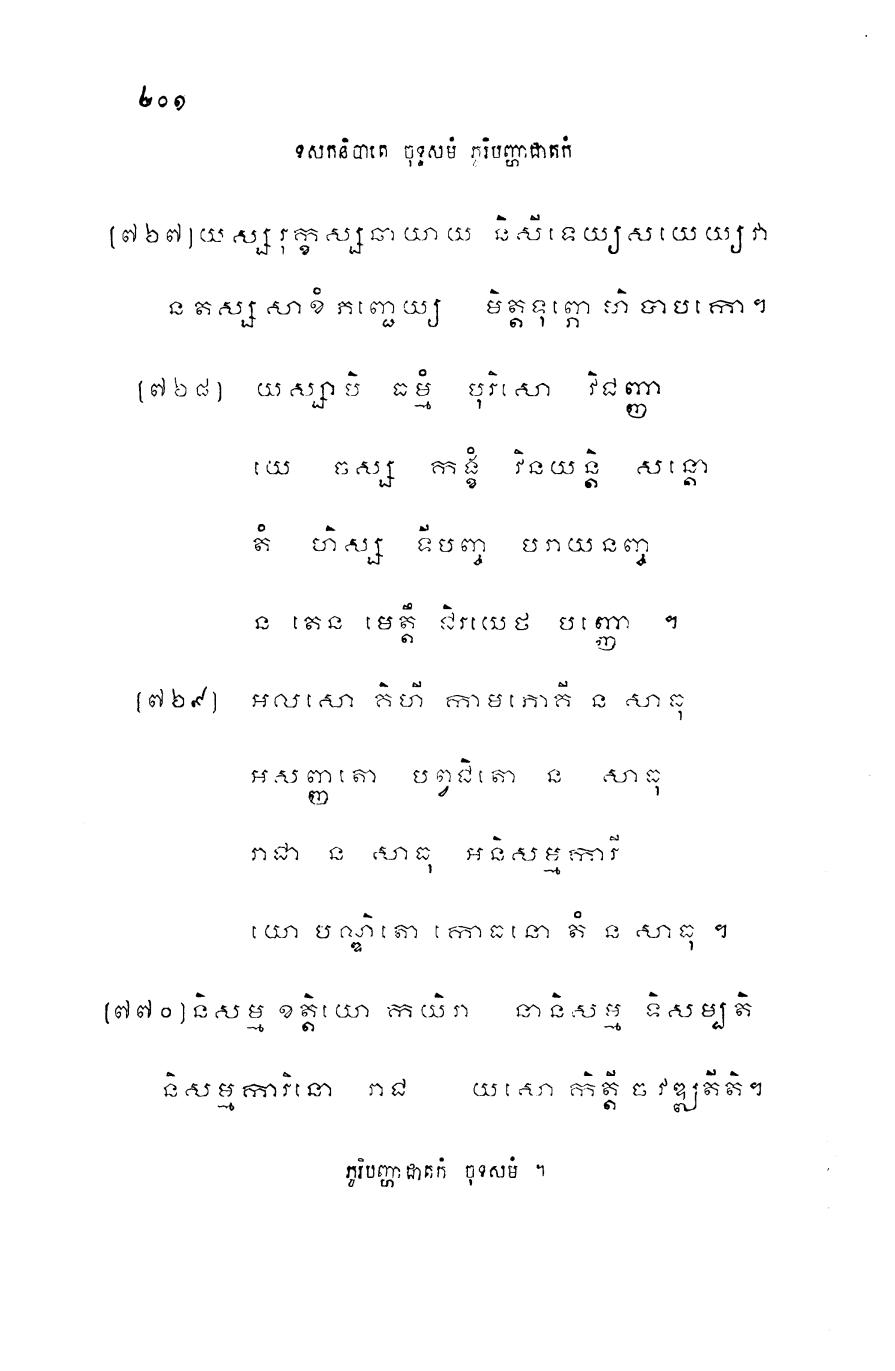 ២០១
ទសកនិបាតេ ចុទ្ទសមំ ភូរិបញ្ហាជាតកំ
(៧៦៧) យស្ស រុក្ខស្ស ឆាយាយ និសីទេយ្យ សយេយ្យ វា
ន តស្ស សាខំ ភញ្ជេយ្យ មិត្តទុព្ភោ ហិ បាបកោ។
(៧៦៨) យស្សាបិ ធម្មំ បុរិសោ វិជញ្ញា
យេ ចស្ស កង្ខំ វិនយន្តិ សន្តោ
តំ ហិស្ស ទីបញ្ច បរាយនញ្ច
ន តេន មេត្តឹ ជិរយេថ បញ្ញោ ។
(៧៦៩) អលសោ គិហី កាមភោគី ន សាធុ
អសញ្ញតោ បព្វជិតោ ន សាធុ
រាជា ន សាធុ អនិសម្មការី
យោ បណ្ឌិតោ កោធនោ តំ ន សាធុ ។
(៧៧០) និសម្ម ខត្តិយោ កយិរា នានិសម្ម ទិសម្បតិ
និសម្មការិនោ រាជ យសោ កិត្តី ច វឌ្ឍតីតិ។
ភូរិបញ្ហាជាតកំ ចុទសមំ ។